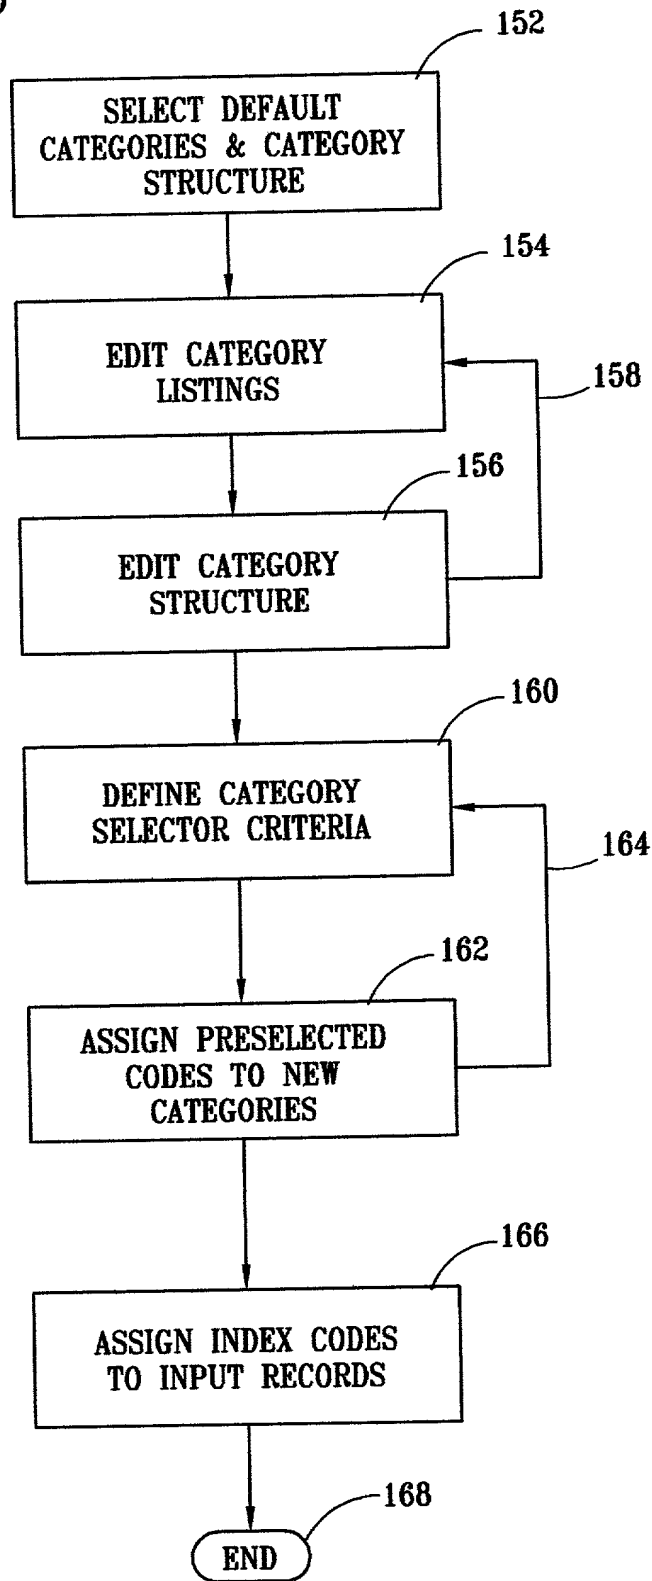 152
SELECT DEFAULT
CATEGORIES & CATEGORY
STRUCTURE
154
EDIT CATEGORY
LISTINGS
158
156
EDIT CATEGORY
STRUCTURE
160
DEFINE CATEGORY
SELECTOR CRITERIA
164
162
ASSIGN PRESELECTED
CODES TO NEW
CATEGORIES
166
ASSIGN INDEX CODES
TO INPUT RECORDS
168
END